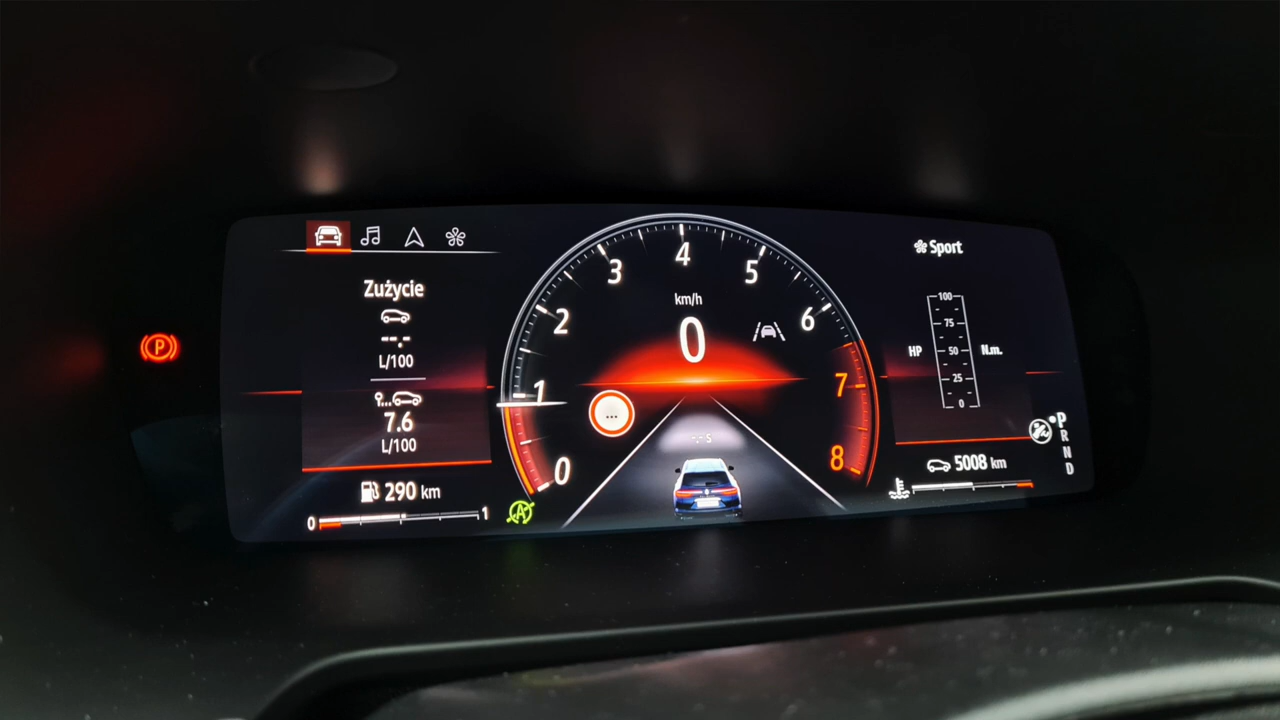 Sport
Zużycie
-.-
L/100
7.6
L/100
290 km
0
1
0
1
2
3
4
5
6
7
8
km/h
0
...
HP
N.m.
100
75
50
25
0
5008 km
P
R
N
D
P
A